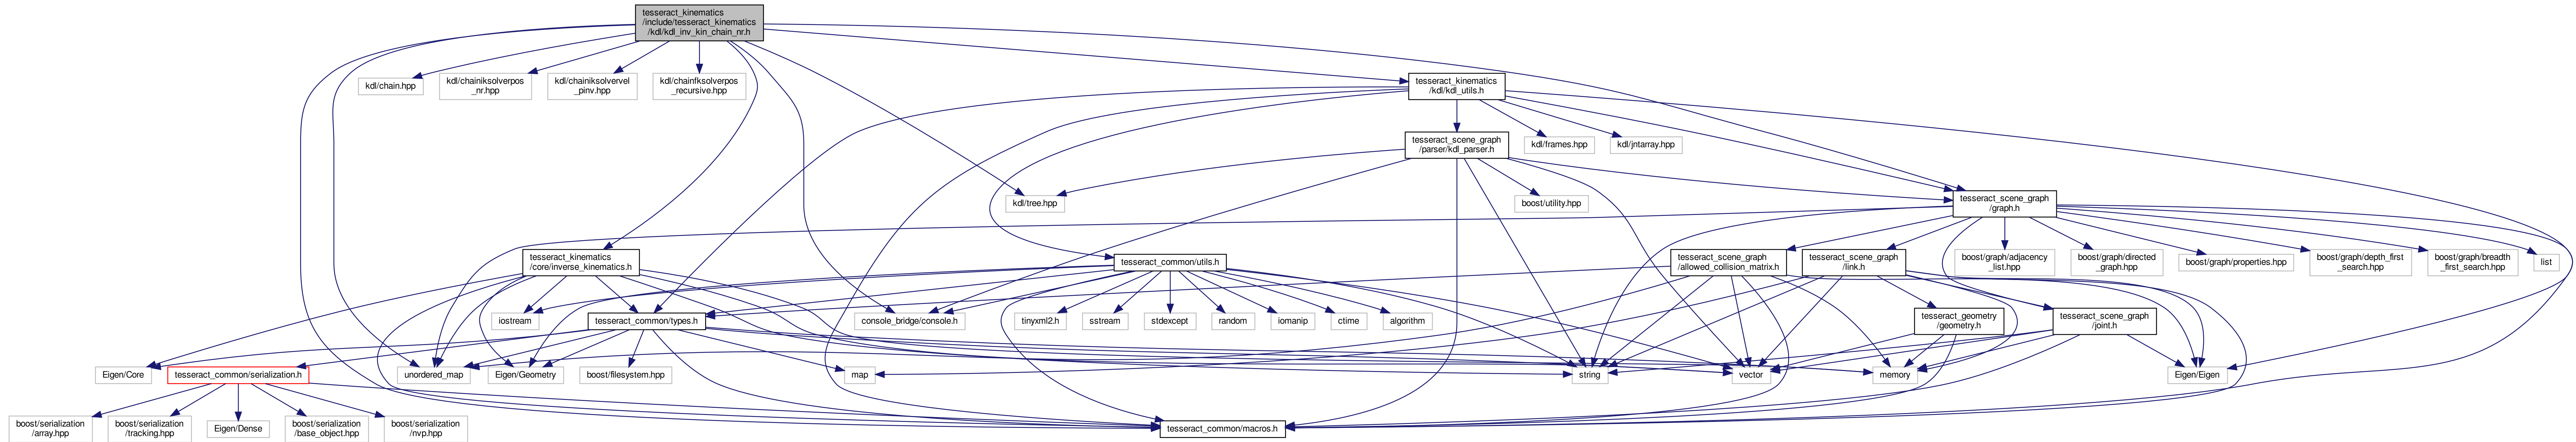 tesseract_kinematics
/include/tesseract_kinematics
/kdl/kdl_inv_kin_chain_nr.h
kdl/chain.hpp
kdl/chainiksolverpos
_nr.hpp
kdl/chainiksolvervel
_pinv.hpp
kdl/chainfksolverpos
_recursive.hpp
tesseract_kinematics
/kdl/kdl_utils.h
tesseract_scene_graph
/parser/kdl_parser.h
kdl/frames.hpp
kdl/jntarray.hpp
kdl/tree.hpp
boost/utility.hpp
tesseract_scene_graph
/graph.h
tesseract_kinematics
/core/inverse_kinematics.h
tesseract_common/utils.h
tesseract_scene_graph
/allowed_collision_matrix.h
tesseract_scene_graph
/link.h
boost/graph/adjacency
_list.hpp
boost/graph/directed
_graph.hpp
boost/graph/properties.hpp
boost/graph/depth_first
_search.hpp
boost/graph/breadth
_first_search.hpp
list
iostream
tesseract_common/types.h
console_bridge/console.h
tinyxml2.h
sstream
stdexcept
random
iomanip
ctime
algorithm
tesseract_geometry
/geometry.h
tesseract_scene_graph
/joint.h
Eigen/Core
tesseract_common/serialization.h
unordered_map
Eigen/Geometry
boost/filesystem.hpp
map
string
vector
memory
Eigen/Eigen
boost/serialization
/array.hpp
boost/serialization
/tracking.hpp
Eigen/Dense
boost/serialization
/base_object.hpp
boost/serialization
/nvp.hpp
tesseract_common/macros.h